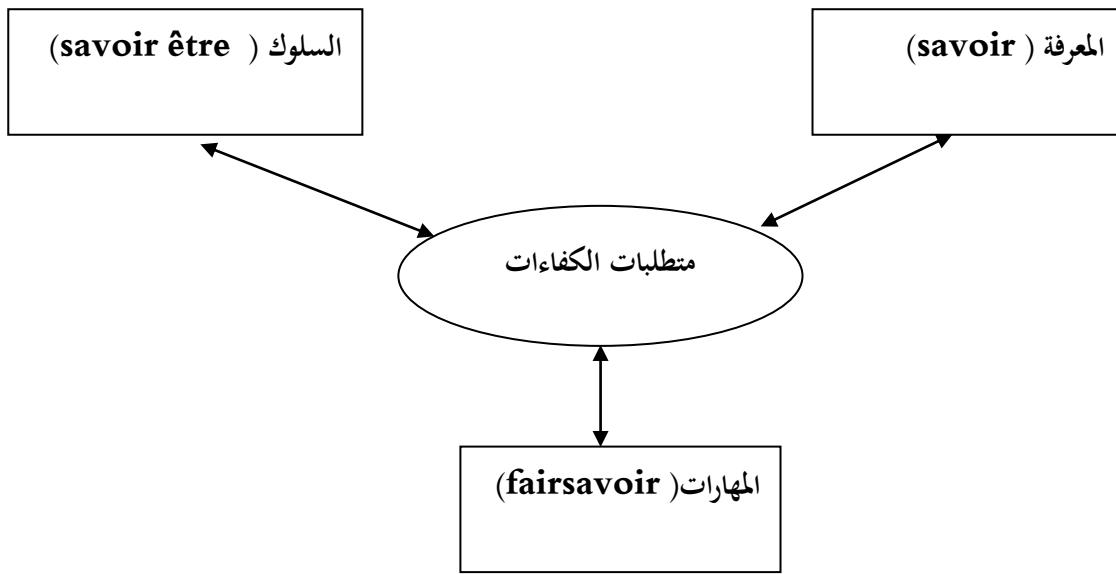 المعرفة ( savoir)
السلوك ( savoir être)
متطلبات الكفاءات
المهارات( fairsavoir)